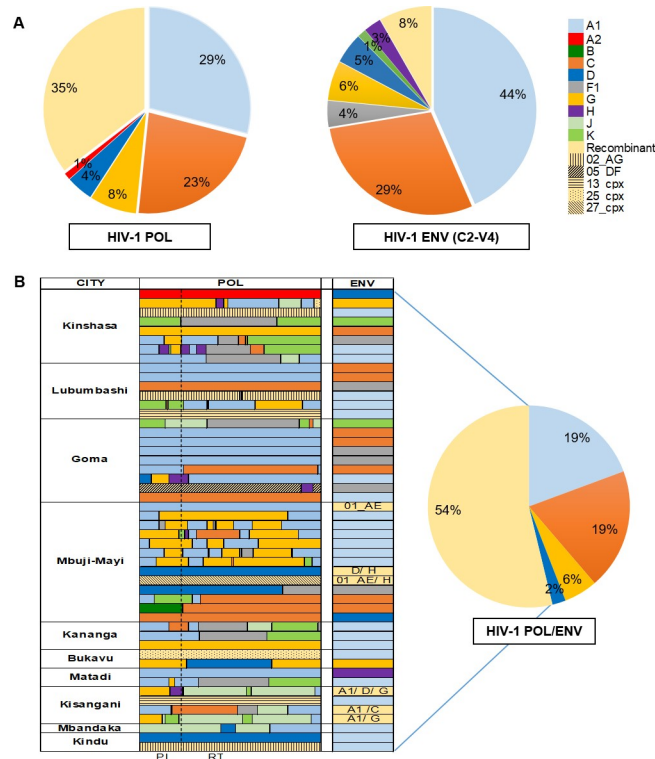 A
29%
23%
8%
4%
1%
35%
HIV-1 POL
44%
29%
4%
6%
5%
1%
3%
8%
HIV-1 ENV (C2-V4)
A1
A2
B
C
D
F1
G
H
J
K
Recombinant
02_AG
05_DF
13_cpx
25_cpx
27_cpx
B
CITY POL ENV
Kinshasa
Lubumbashi
Goma
Mbuji-Mayi
01_AE
D/ H
01_AE/ H
Kananga
Bukavu
Matadi
Kisangani
A1/ D/ G
A1 /C
A1/ G
Mbandaka
Kindu
PI RT
19%
19%
6%
2%
54%
HIV-1 POL/ENV